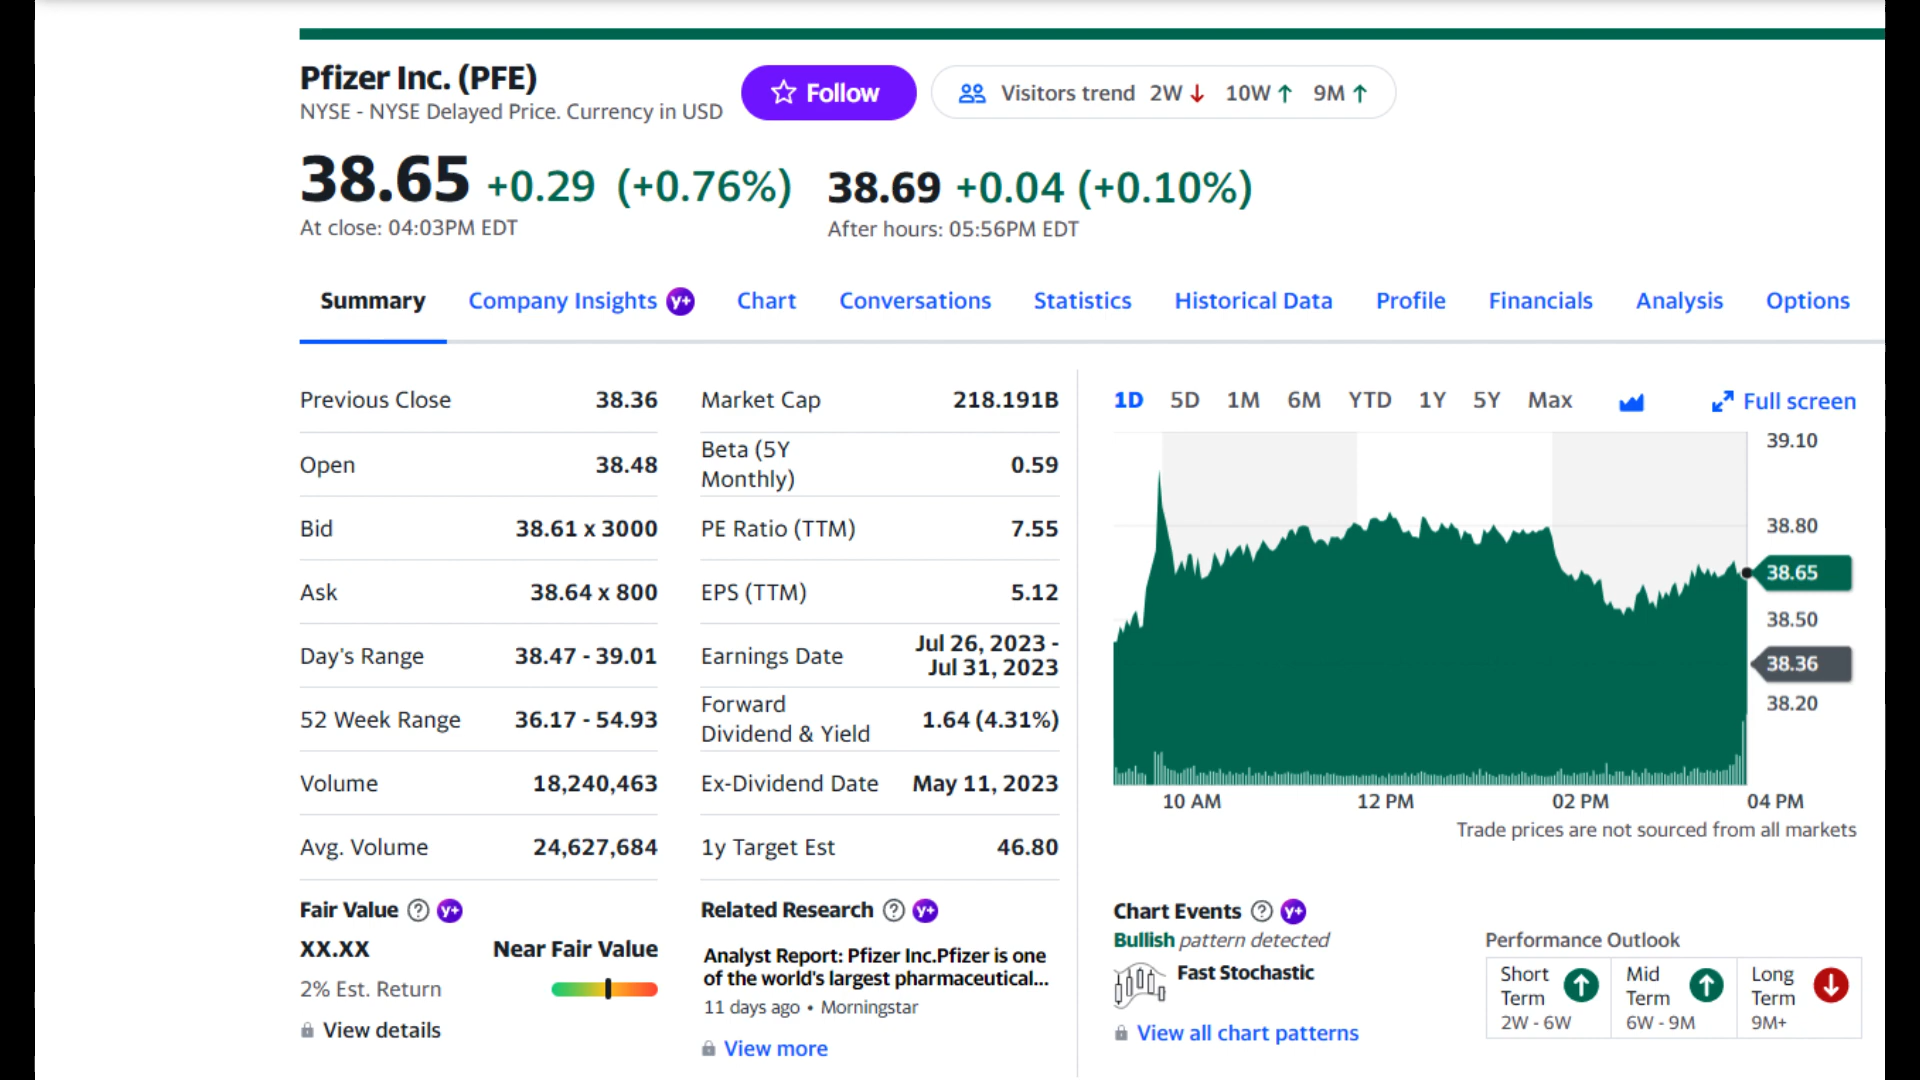 Pfizer Inc. (PFE)
NYSE - NYSE Delayed Price. Currency in USD
Follow
Visitors trend 2W 10W 9M
38.65 +0.29 (+0.76%) 38.69 +0.04 (+0.10%)
At close: 04:03PM EDT After hours: 05:56PM EDT
Summary Company Insights y+ Chart Conversations Statistics Historical Data Profile Financials Analysis Options
Previous Close 38.36
Open 38.48
Bid 38.61 x 3000
Ask 38.64 x 800
Day's Range 38.47 - 39.01
52 Week Range 36.17 - 54.93
Volume 18,240,463
Avg. Volume 24,627,684
Market Cap 218.191B
Beta (5Y
Monthly) 0.59
PE Ratio (TTM) 7.55
EPS (TTM) 5.12
Earnings Date Jul 26, 2023 -
Jul 31, 2023
Forward
Dividend & Yield 1.64 (4.31%)
Ex-Dividend Date May 11, 2023
1y Target Est 46.80
1D 5D 1M 6M YTD 1Y 5Y Max Full screen
39.10
38.80
38.65
38.50
38.36
38.20
10 AM 12 PM 02 PM 04 PM
Trade prices are not sourced from all markets
Fair Value ? y+
XX.XX Near Fair Value
2% Est. Return
View details
Related Research ? y+
Analyst Report: Pfizer Inc.Pfizer is one
of the world's largest pharmaceutical...
11 days ago • Morningstar
View more
Chart Events ? y+
Bullish pattern detected
Fast Stochastic
View all chart patterns
Performance Outlook
Short
Term
2W - 6W
Mid
Term
6W - 9M
Long
Term
9M+